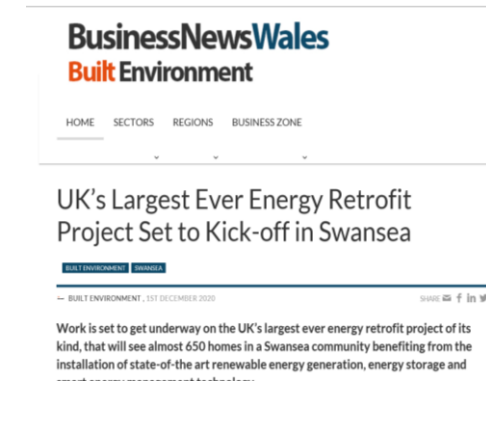 BusinessNewsWales
Built Environment
HOME SECTORS REGIONS BUSINESS ZONE
UK's Largest Ever Energy Retrofit
Project Set to Kick-off in Swansea
BUILT ENVIRONMENT SWANSEA
— BUILT ENVIRONMENT , 1ST DECEMBER 2020 SHARE
Work is set to get underway on the UK's largest ever energy retrofit project of its
kind, that will see almost 650 homes in a Swansea community benefiting from the
installation of state-of-the art renewable energy generation, energy storage and